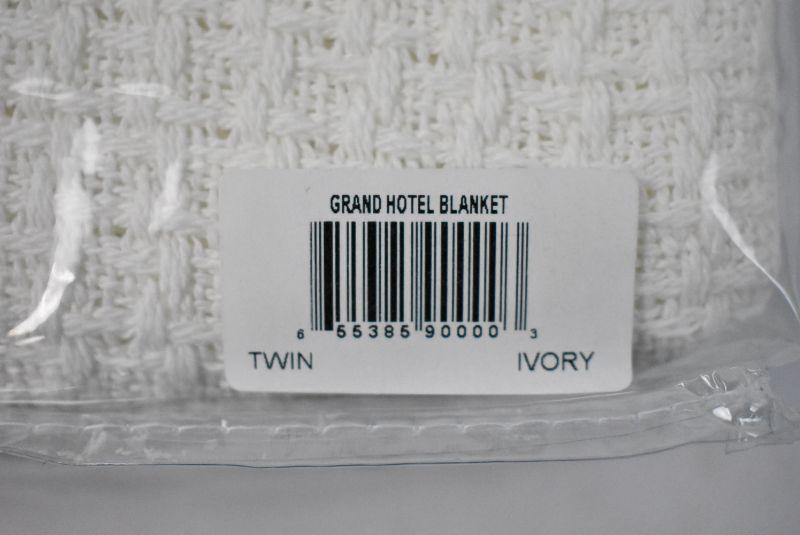 GRAND HOTEL BLANKET
6 55385 90000 3
TWIN IVORY